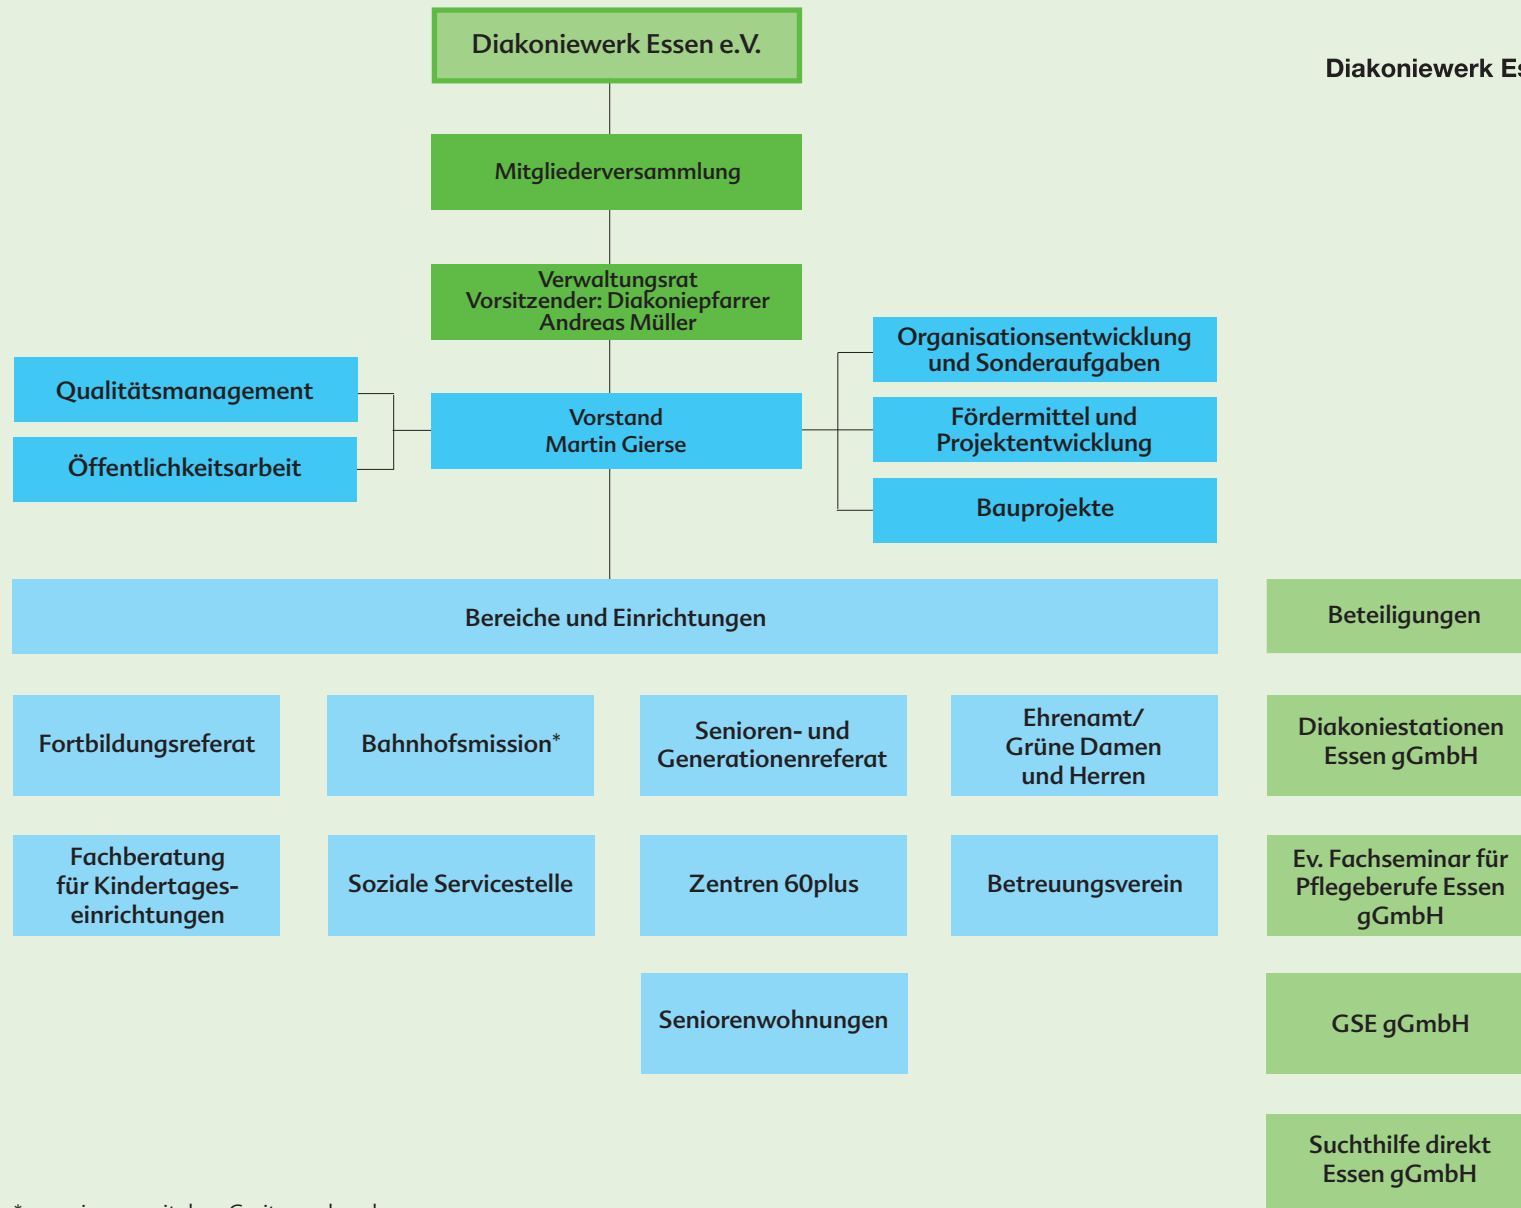 Diakoniewerk Essen e.V.
Diakoniewerk
Mitgliederversammlung
Verwaltungsrat
Vorsitzender: Diakoniepfarrer
Andreas Müller
Organisationsentwicklung
und Sonderaufgaben
Qualitätsmanagement
Vorstand
Martin Gierse
Fördermittel und
Projektentwicklung
Öffentlichkeitsarbeit
Bauprojekte
Bereiche und Einrichtungen
Beteiligungen
Fortbildungsreferat
Bahnhofsmission*
Senioren- und
Generationenreferat
Ehrenamt/
Grüne Damen
und Herren
Diakoniestationen
Essen gGmbH
Fachberatung
für Kindertages-
einrichtungen
Soziale Servicestelle
Zentren 60plus
Betreuungsverein
Ev. Fachseminar für
Pflegeberufe Essen
gGmbH
Seniorenwohnungen
GSE gGmbH
Suchthilfe direkt
Essen gGmbH